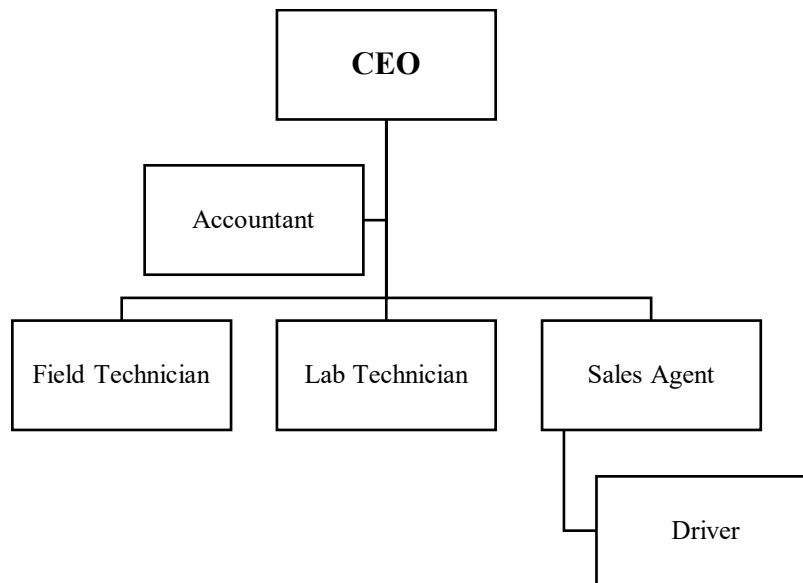 CEO
Accountant
Field Technician
Lab Technician
Sales Agent
Driver